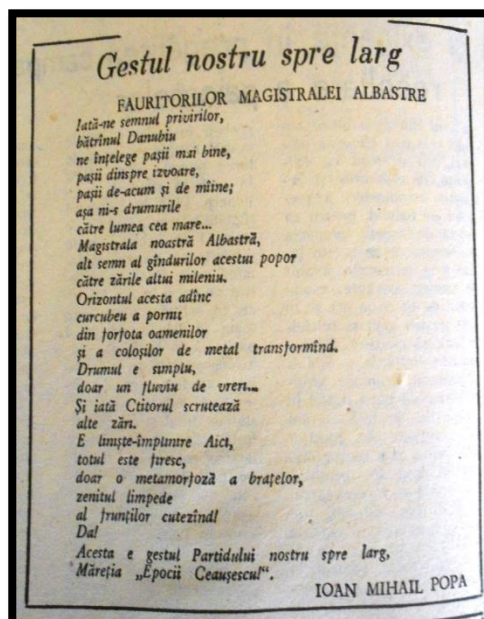 Gestul nostru spre larg
FAURITORILOR MAGISTRALEI ALBASTRE
Iată-ne semnul privirilor,
bătrînul Danubiu
ne înțelege pașii mai bine,
pașii dinspre izvoare,
pașii de-acum și de mîine;
așa ni-s drumurile
către lumea cea mare...
Magistrala noastră Albastră,
alt semn al gîndurilor acestui popor
către zările altui mileniu.
Orizontul acesta adînc
curcubeu a pornit
din forfota oamenilor
și a coloșilor de metal transformînd.
Drumul e simplu,
doar un fluviu de vreri...
Și iată Ctitorul scrutează
alte zări.
E liniște-împlinire Aici,
totul este firesc,
doar o metamorfoză a brațelor,
zenitul limpede
al frunților cutezînd!
Da!
Acesta e gestul Partidului nostru spre larg,
Măreția „Epocii Ceaușescu!“.
IOAN MIHAIL POPA